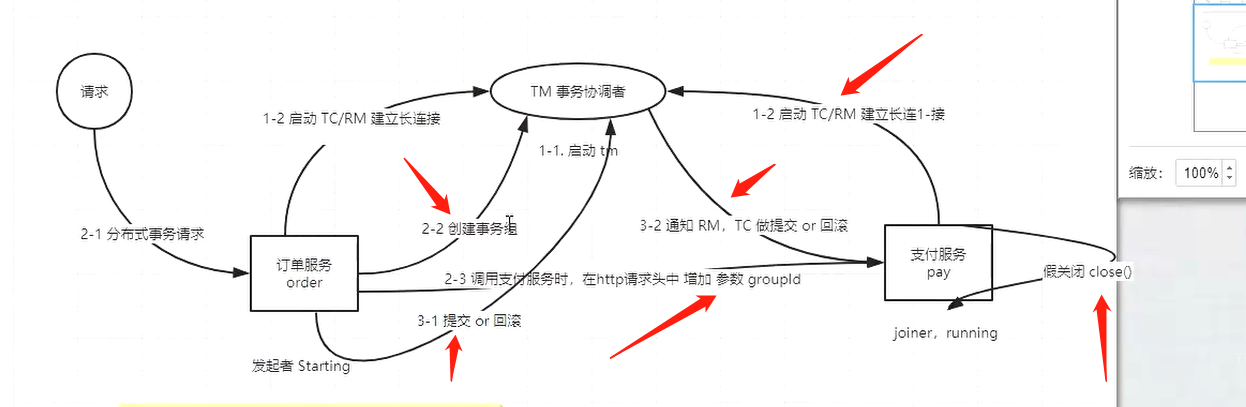 请求
TM 事务协调者
1-2 启动 TC/RM 建立长连接
1-2 启动 TC/RM 建立长连1-接
1-1. 启动 tm
缩放：
100%
2-1 分布式事务请求
2-2 创建事务组
3-2 通知 RM，TC 做提交 or 回滚
订单服务
order
支付服务
pay
2-3 调用支付服务时，在http请求头中 增加 参数 groupId
假关闭 close()
3-1 提交 or 回滚
joiner，running
发起者 Starting